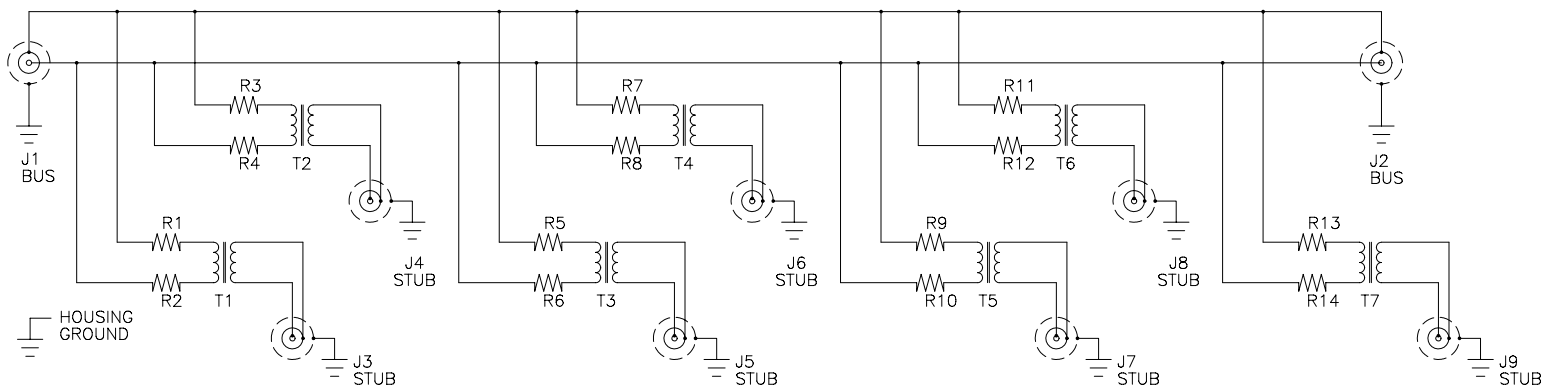 R3
R7
R11
R4
T2
R8
T4
R12
T6
J1
BUS
J2
BUS
R1
R5
R9
R13
J4
STUB
J6
STUB
J8
STUB
R2
T1
R6
T3
R10
T5
R14
T7
HOUSING
GROUND
J3
STUB
J5
STUB
J7
STUB
J9
STUB